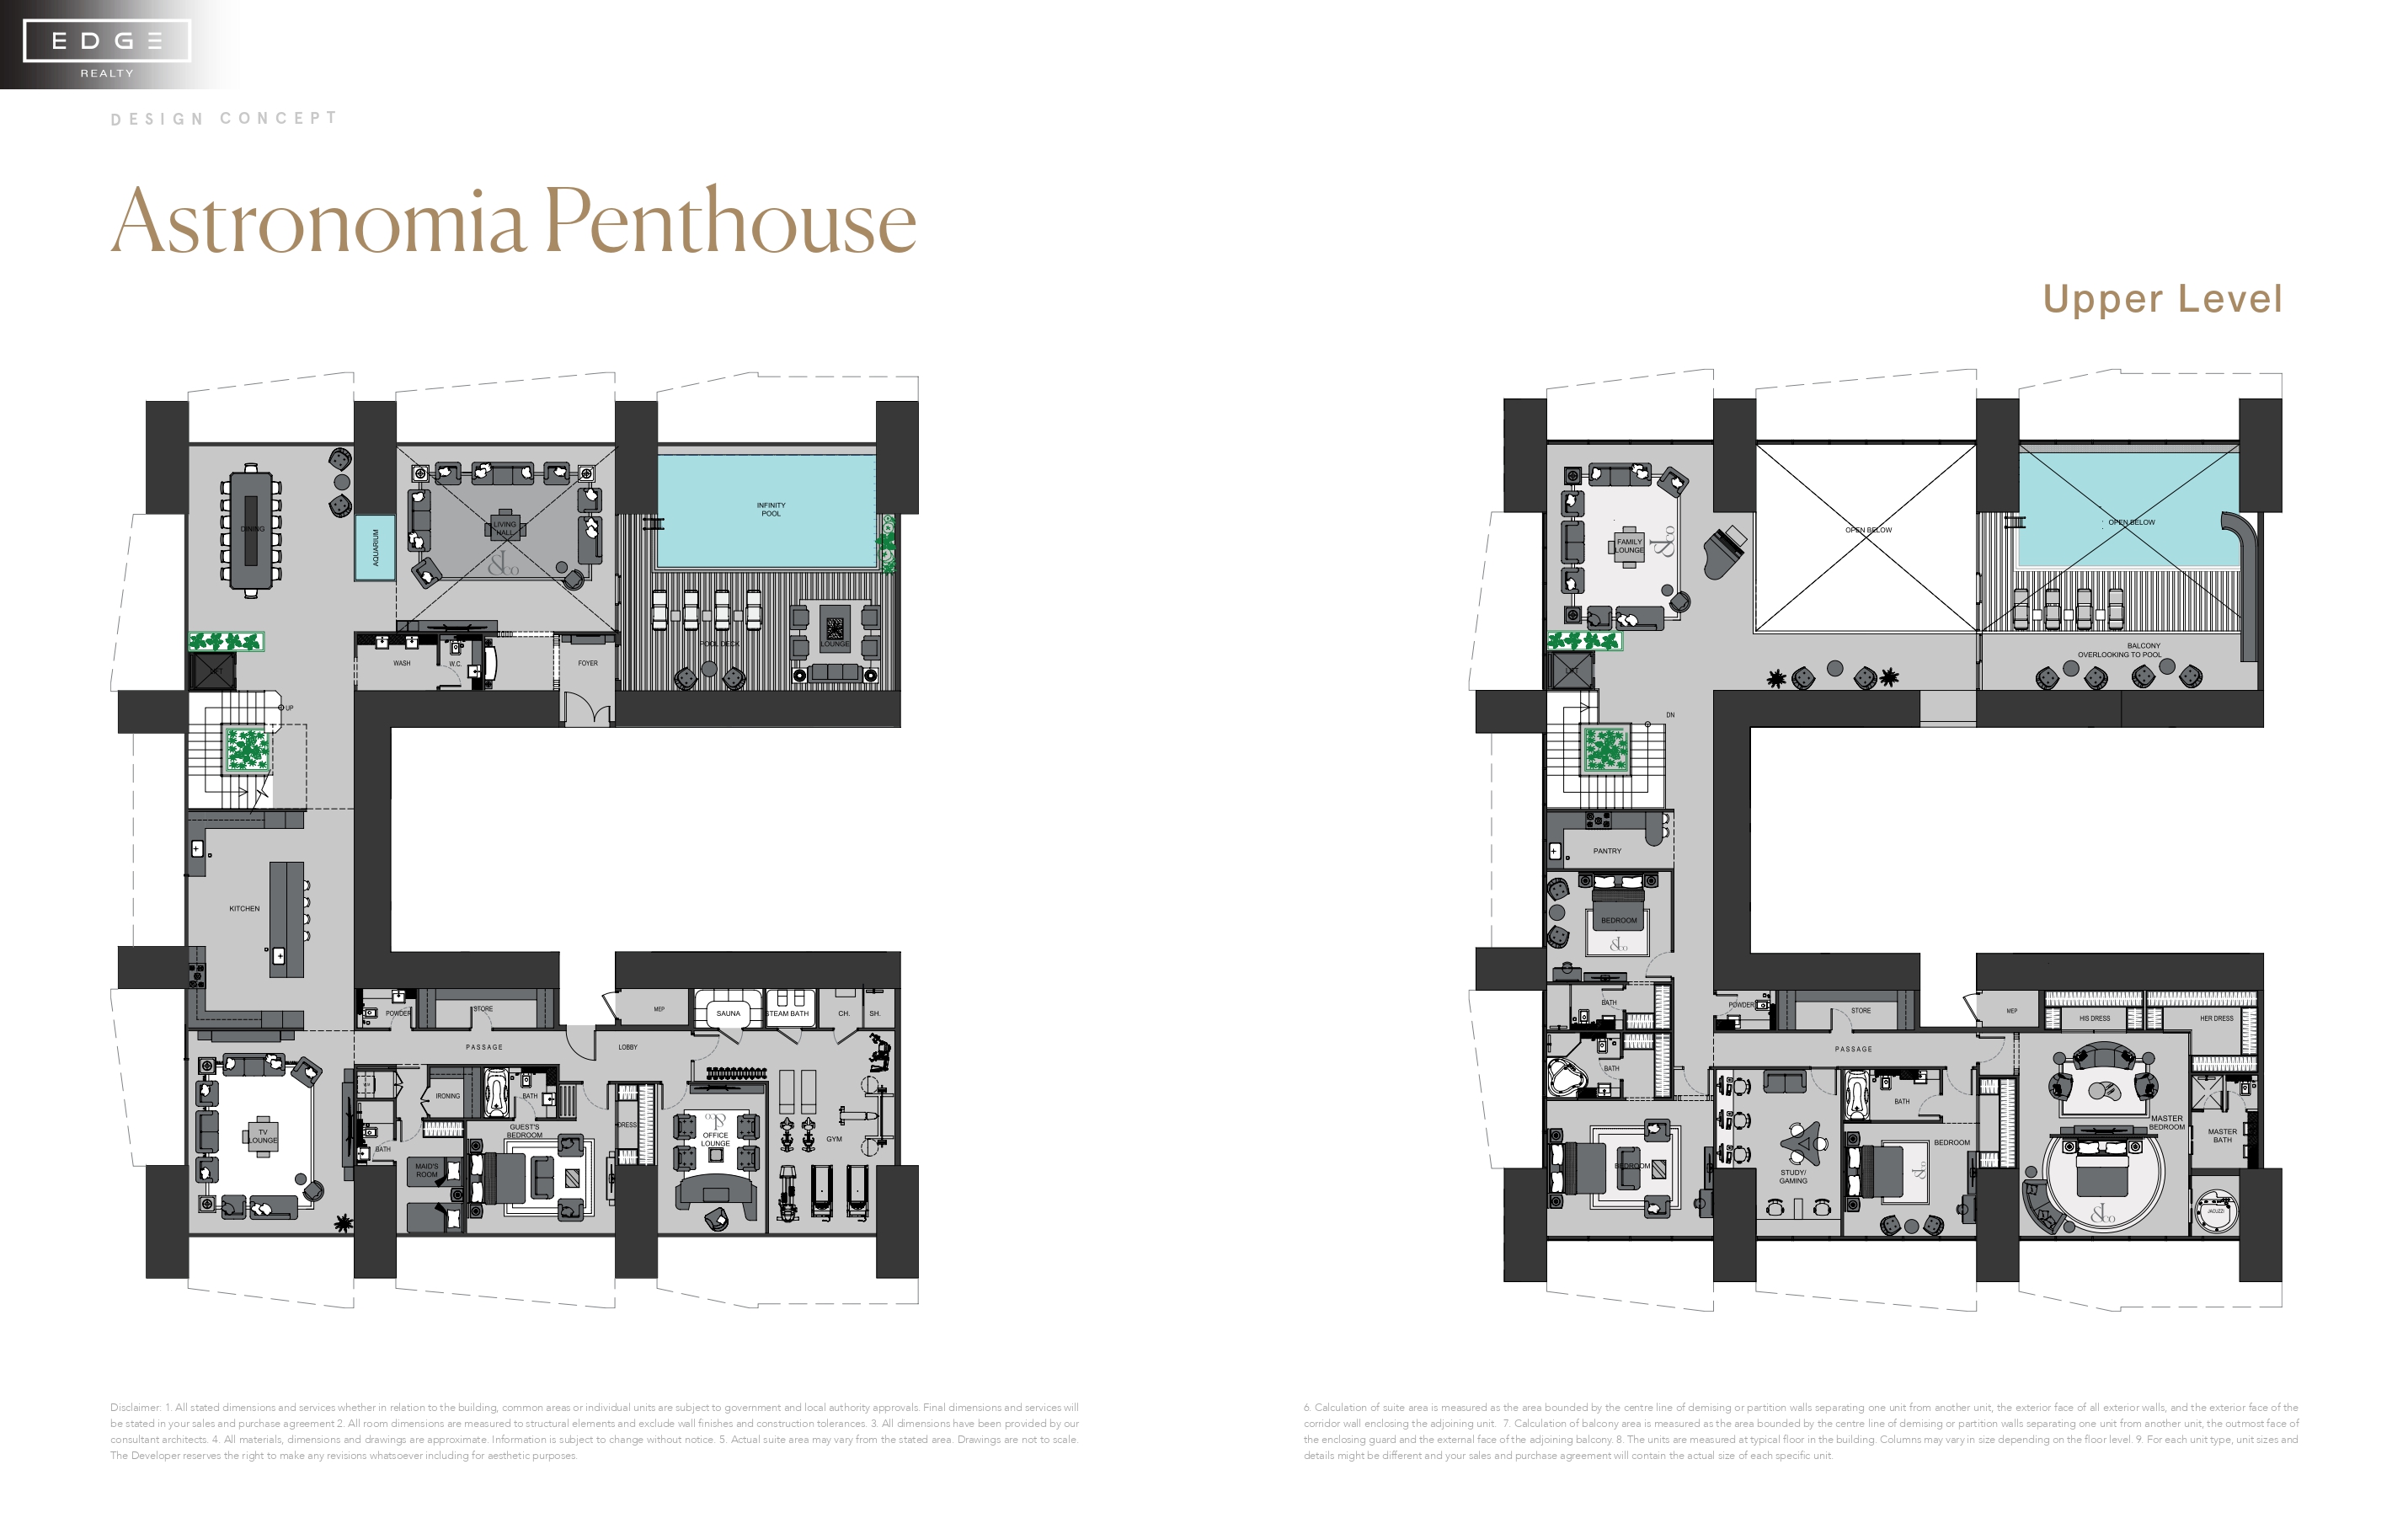 EDGE
REALTY
DESIGN CONCEPT
Astronomia Penthouse
Upper Level
DINING
AQUARIUM
LIVING
HALL
&co
INFINITY
POOL
POOL DECK
LOUNGE
WASH
W.C.
FOYER
LIFT
UP
KITCHEN
POWDER
STORE
MEP
SAUNA
STEAM BATH
CH.
SH.
PASSAGE
LOBBY
IRONING
BATH
GUEST'S
BEDROOM
DRESS
OFFICE
LOUNGE
GYM
TV
LOUNGE
BATH
MAID'S
ROOM
FAMILY
LOUNGE
&co
OPEN BELOW
OPEN BELOW
BALCONY
OVERLOOKING TO POOL
LIFT
DN
PANTRY
BEDROOM
&co
BATH
POWDER
STORE
MEP
HIS DRESS
HER DRESS
PASSAGE
BATH
BATH
BEDROOM
STUDY/
GAMING
BEDROOM
&co
MASTER
BEDROOM
MASTER
BATH
&co
JACUZZI
Disclaimer: 1. All stated dimensions and services whether in relation to the building, common areas or individual units are subject to government and local authority approvals. Final dimensions and services will
be stated in your sales and purchase agreement 2. All room dimensions are measured to structural elements and exclude wall finishes and construction tolerances. 3. All dimensions have been provided by our
consultant architects. 4. All materials, dimensions and drawings are approximate. Information is subject to change without notice. 5. Actual suite area may vary from the stated area. Drawings are not to scale.
The Developer reserves the right to make any revisions whatsoever including for aesthetic purposes.
6. Calculation of suite area is measured as the area bounded by the centre line of demising or partition walls separating one unit from another unit, the exterior face of all exterior walls, and the exterior face of the
corridor wall enclosing the adjoining unit. 7. Calculation of balcony area is measured as the area bounded by the centre line of demising or partition walls separating one unit from another unit, the outmost face of
the enclosing guard and the external face of the adjoining balcony. 8. The units are measured at typical floor in the building. Columns may vary in size depending on the floor level. 9. For each unit type, unit sizes and
details might be different and your sales and purchase agreement will contain the actual size of each specific unit.